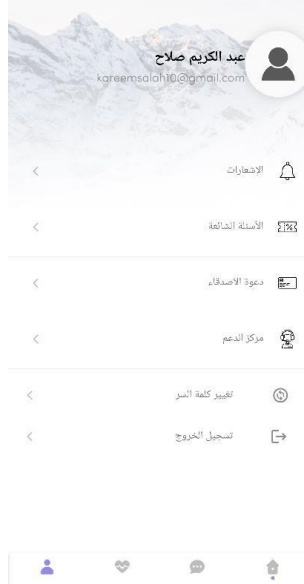 عبد الكريم صلاح
kareemsalah10@gmail.com
الإشعارات
الأسئلة الشائعة
دعوة الاصدقاء
مركز الدعم
تغيير كلمة السر
تسجيل الخروج